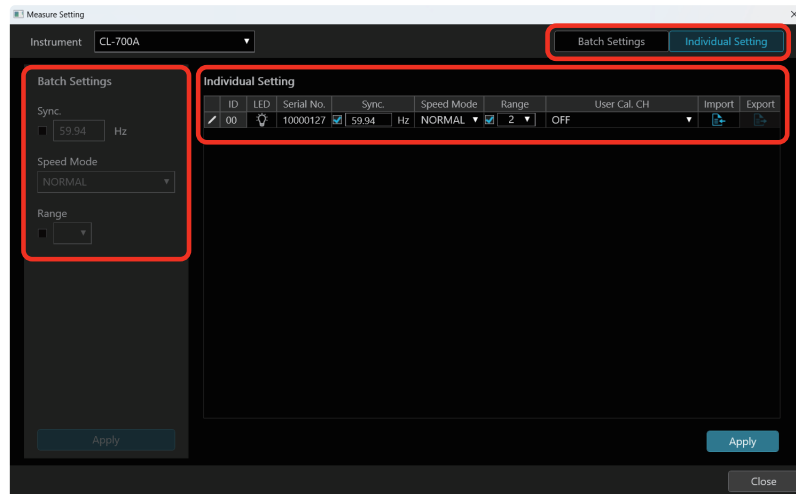 Measure Setting
Instrument CL-700A
Batch Settings Individual Setting
Batch Settings
Sync.
59.94 Hz
Speed Mode
NORMAL
Range
Apply
Individual Setting
ID LED Serial No. Sync. Speed Mode Range User Cal. CH Import Export
00 10000127 59.94 Hz NORMAL 2 OFF
Apply
Close